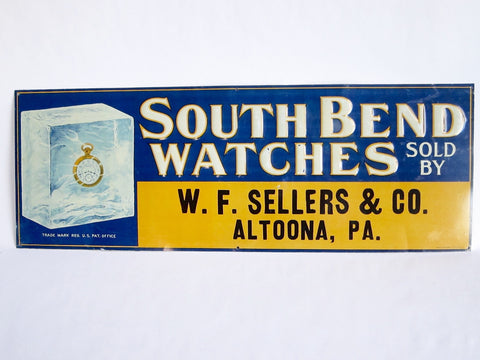 SOUTH BEND
WATCHES SOLD BY
W. F. SELLERS & CO.
ALTOONA, PA.
TRADE MARK REG. U.S. PAT. OFFICE